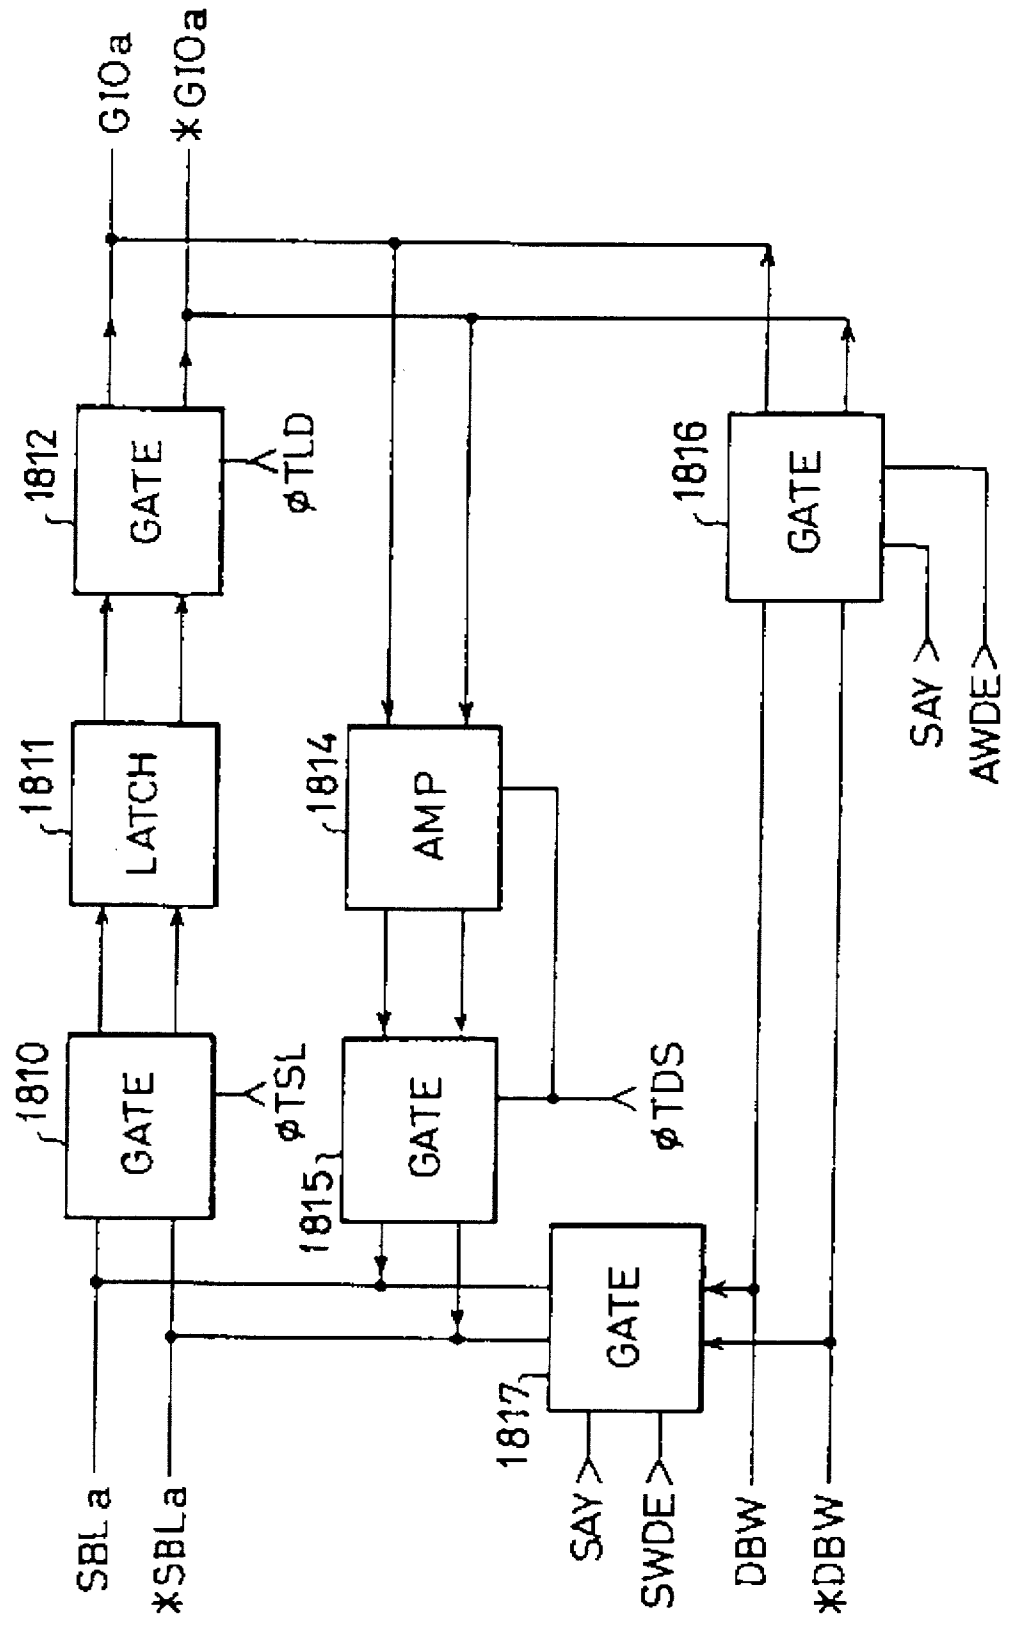 GIOa
*GIOa
1810
GATE
φTSL
1811
LATCH
1812
GATE
φTLD
SBLa
*SBLa
1815
GATE
φTDS
1814
AMP
1817
GATE
SAY
SWDE
DBW
*DBW
1816
GATE
SAY
AWDE